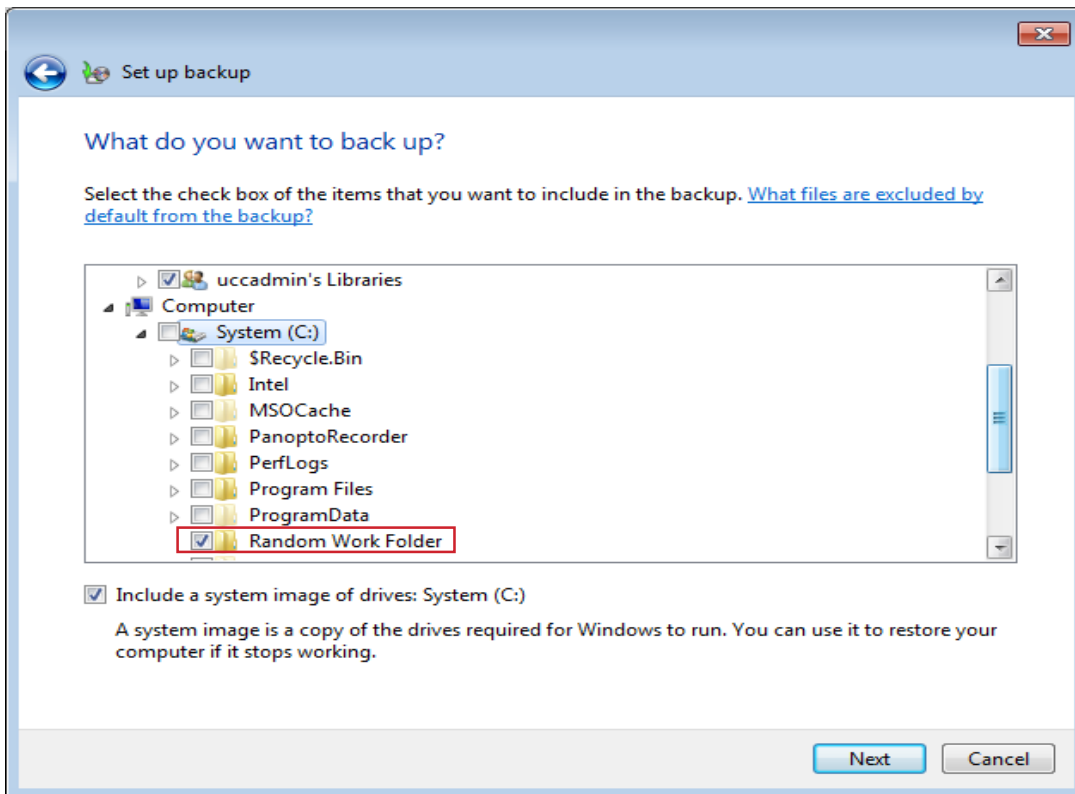 Set up backup
What do you want to back up?
Select the check box of the items that you want to include in the backup. What files are excluded by
default from the backup?
uccadmin's Libraries
Computer
System (C:)
$Recycle.Bin
Intel
MSOCache
PanoptoRecorder
PerfLogs
Program Files
ProgramData
Random Work Folder
Include a system image of drives: System (C:)
A system image is a copy of the drives required for Windows to run. You can use it to restore your
computer if it stops working.
Next Cancel